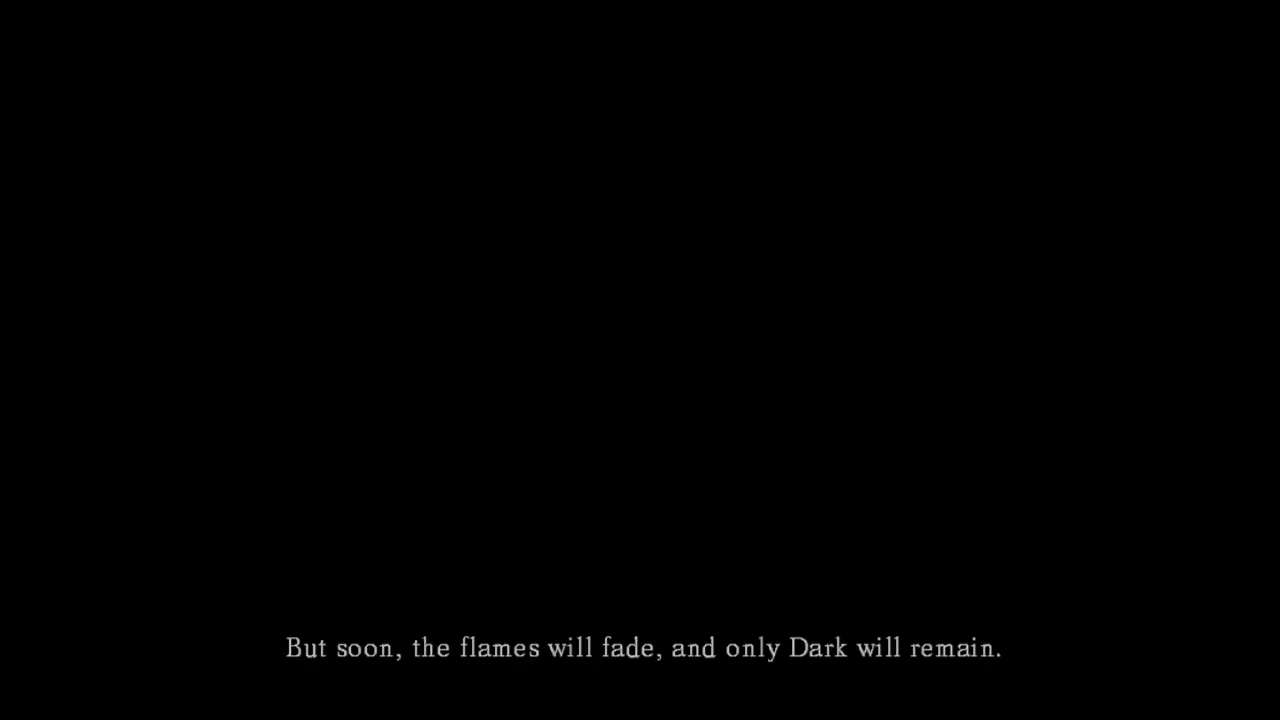 But soon, the flames will fade, and only Dark will remain.